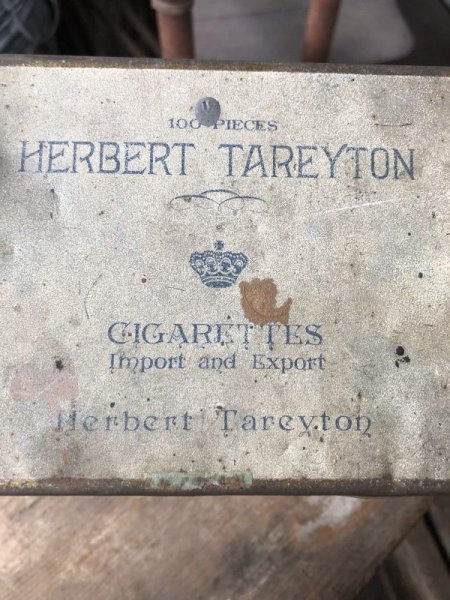 100 PIECES
HERBERT TAREYTON
CIGARETTES
Import and Export
Herbert Tareyton